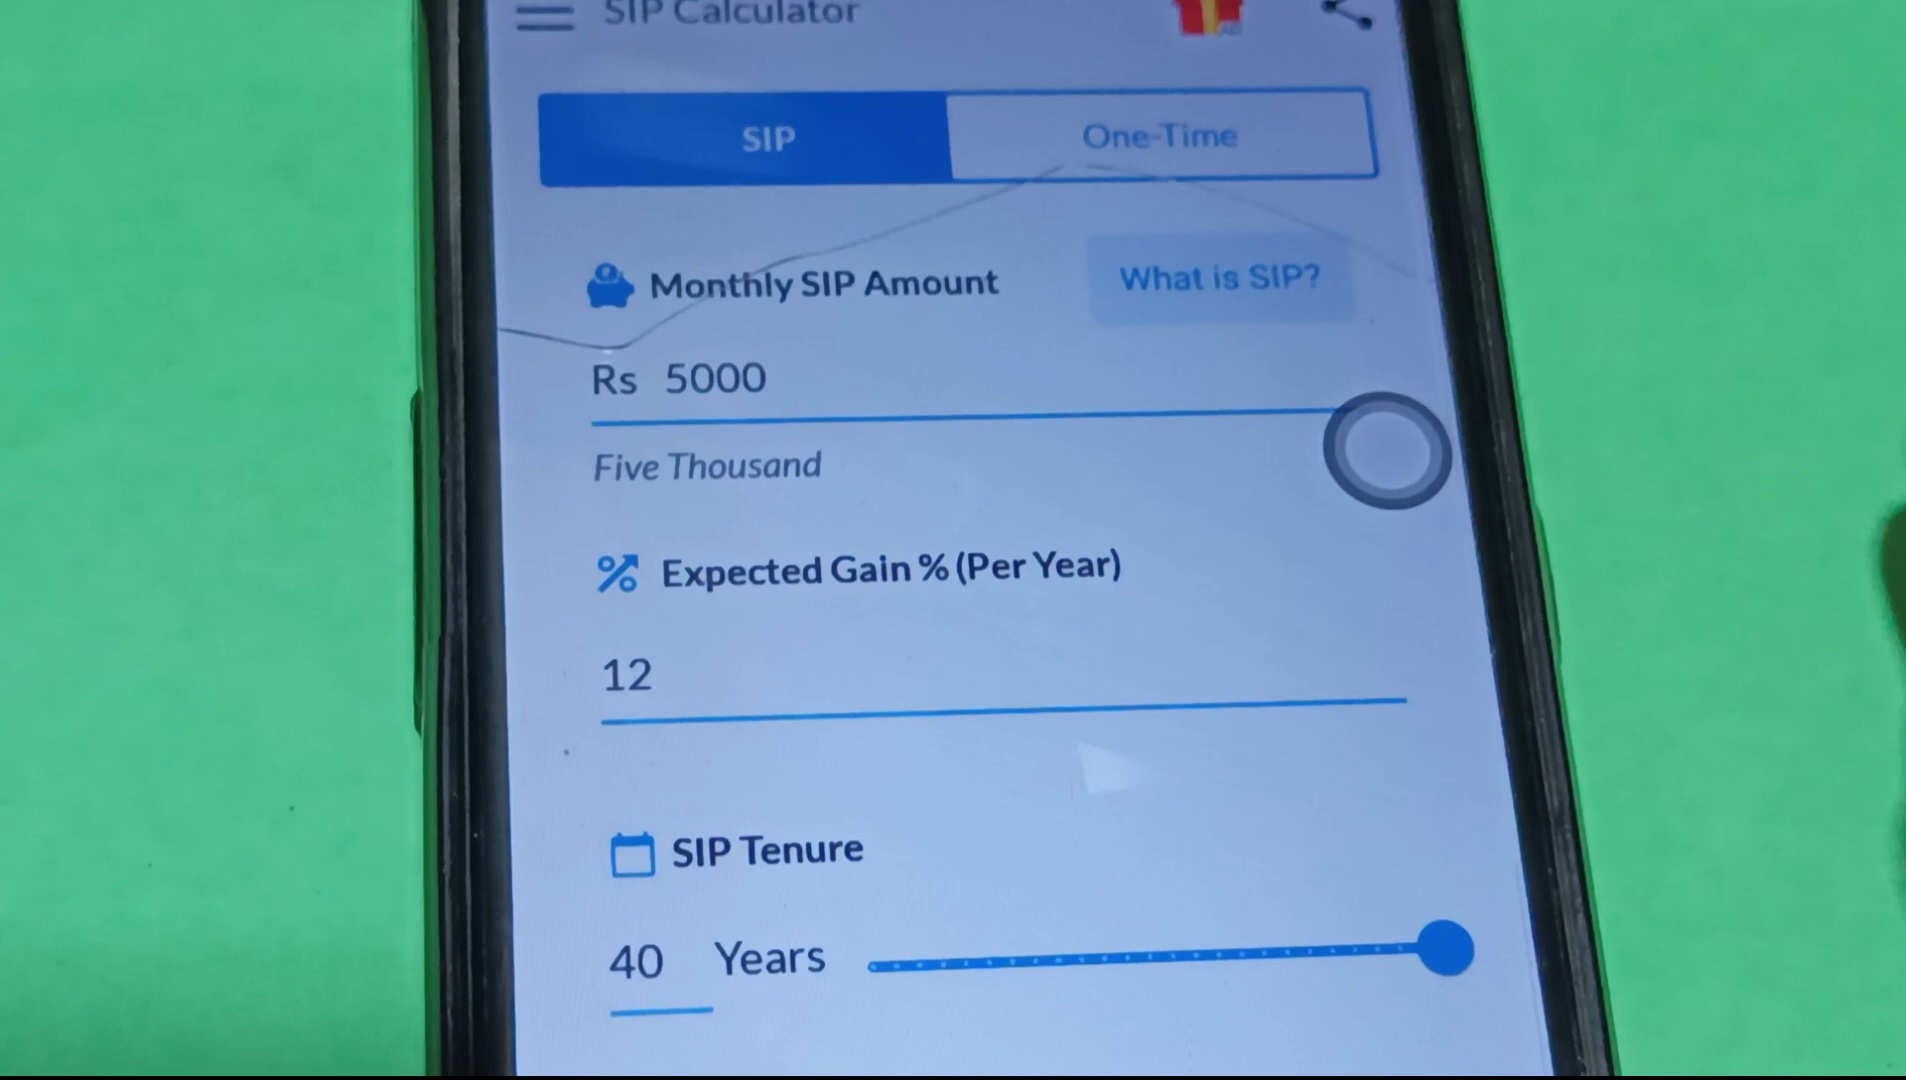 SIP Calculator
SIP One-Time
Monthly SIP Amount What is SIP?
Rs 5000
Five Thousand
Expected Gain % (Per Year)
12
SIP Tenure
40 Years